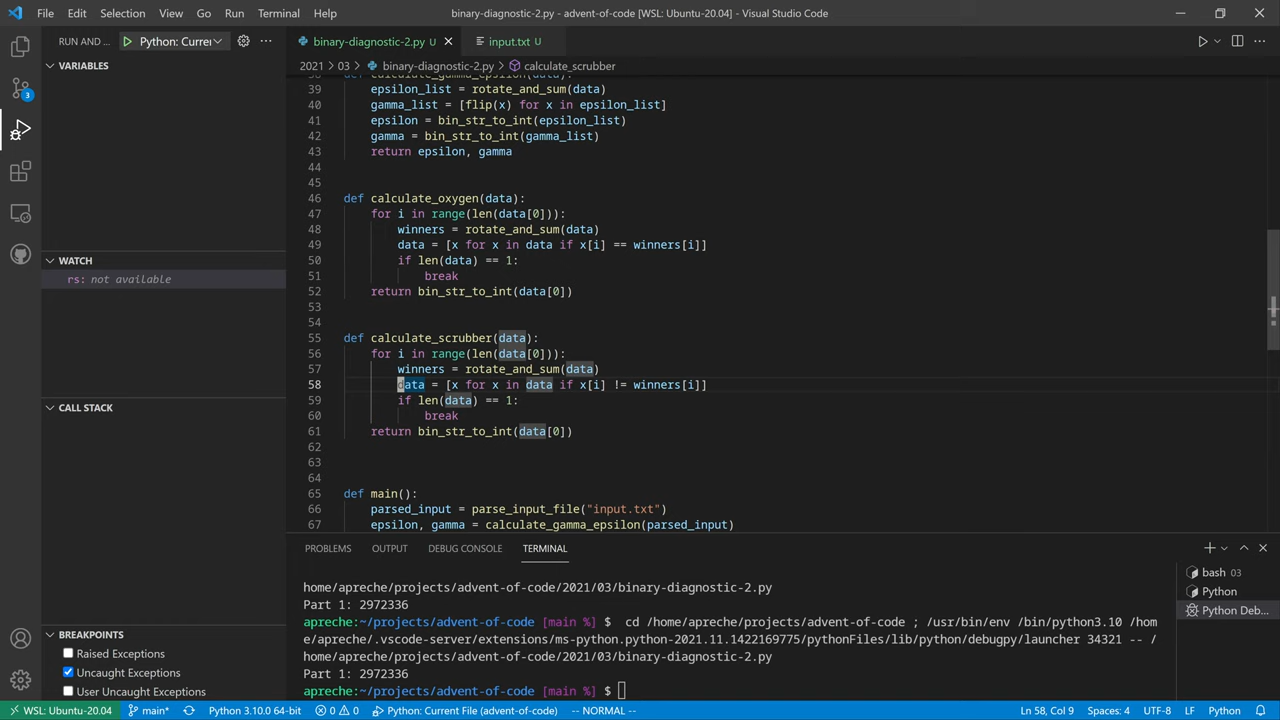 File Edit Selection View Go Run Terminal Help
binary-diagnostic-2.py - advent-of-code [WSL: Ubuntu-20.04] - Visual Studio Code
RUN AND ... Python: Curre
binary-diagnostic-2.py U
input.txt U
2021 03 binary-diagnostic-2.py calculate_scrubber
VARIABLES
WATCH
rs: not available
CALL STACK
BREAKPOINTS
Raised Exceptions
Uncaught Exceptions
User Uncaught Exceptions
3
38 def calculate_gamma_epsilon(data):
39 epsilon_list = rotate_and_sum(data)
40 gamma_list = [flip(x) for x in epsilon_list]
41 epsilon = bin_str_to_int(epsilon_list)
42 gamma = bin_str_to_int(gamma_list)
43 return epsilon, gamma
44
45
46 def calculate_oxygen(data):
47 for i in range(len(data[0])):
48 winners = rotate_and_sum(data)
49 data = [x for x in data if x[i] == winners[i]]
50 if len(data) == 1:
51 break
52 return bin_str_to_int(data[0])
53
54
55 def calculate_scrubber(data):
56 for i in range(len(data[0])):
57 winners = rotate_and_sum(data)
58 data = [x for x in data if x[i] != winners[i]]
59 if len(data) == 1:
60 break
61 return bin_str_to_int(data[0])
62
63
64
65 def main():
66 parsed_input = parse_input_file("input.txt")
67 epsilon, gamma = calculate_gamma_epsilon(parsed_input)
PROBLEMS OUTPUT DEBUG CONSOLE TERMINAL
home/apreche/projects/advent-of-code/2021/03/binary-diagnostic-2.py
Part 1: 2972336
apreche:~/projects/advent-of-code [main %] $ cd /home/apreche/projects/advent-of-code ; /usr/bin/env /bin/python3.10 /hom
e/apreche/.vscode-server/extensions/ms-python.python-2021.11.1422169775/pythonFiles/lib/python/debugpy/launcher 34321 -- /
home/apreche/projects/advent-of-code/2021/03/binary-diagnostic-2.py
Part 1: 2972336
apreche:~/projects/advent-of-code [main %] $
bash 03
Python
Python Deb...
WSL: Ubuntu-20.04 main* Python 3.10.0 64-bit 0 0 Python: Current File (advent-of-code) -- NORMAL -- Ln 58, Col 9 Spaces: 4 UTF-8 LF Python